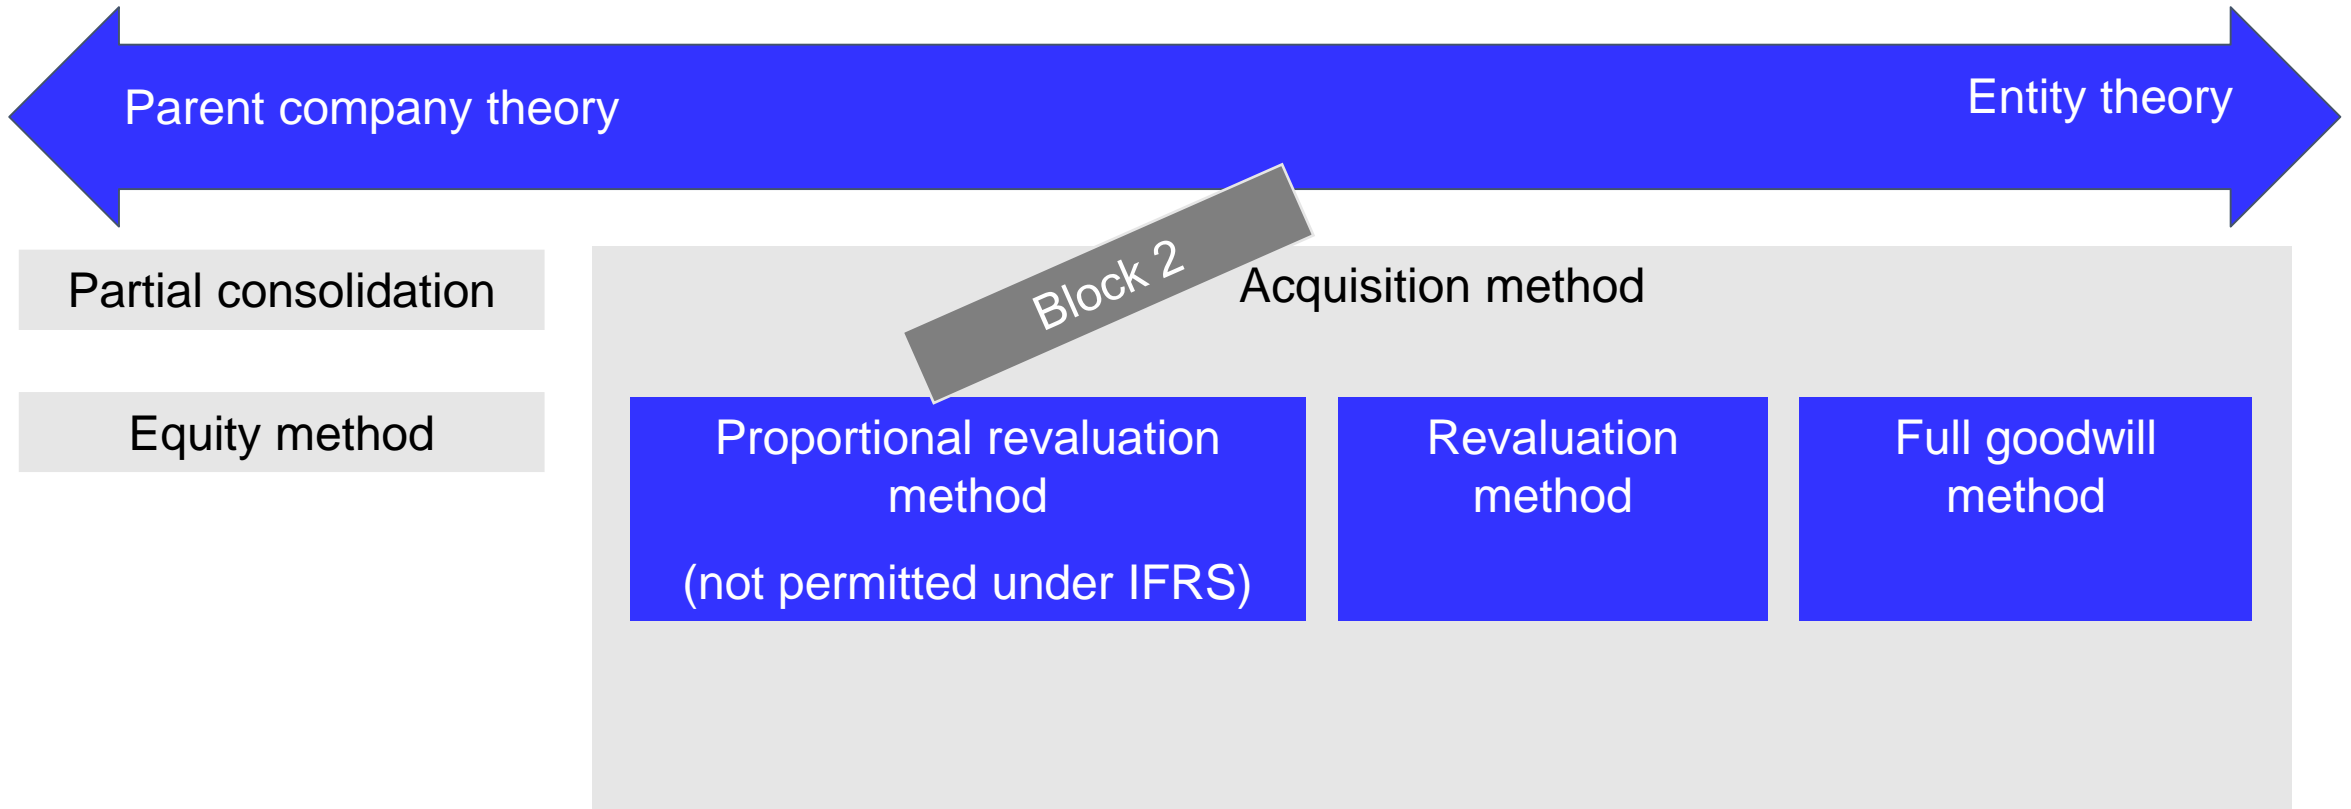 Parent company theory
Entity theory
Block 2
Partial consolidation
Acquisition method
Equity method
Proportional revaluation
method
(not permitted under IFRS)
Revaluation
method
Full goodwill
method